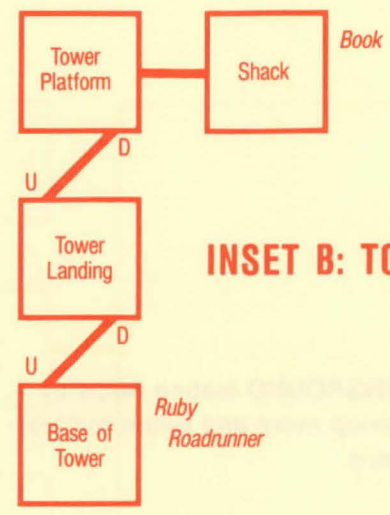 Tower
Platform
Shack
Book
D
U
Tower
Landing
INSET B: TO
D
U
Base of
Tower
Ruby
Roadrunner